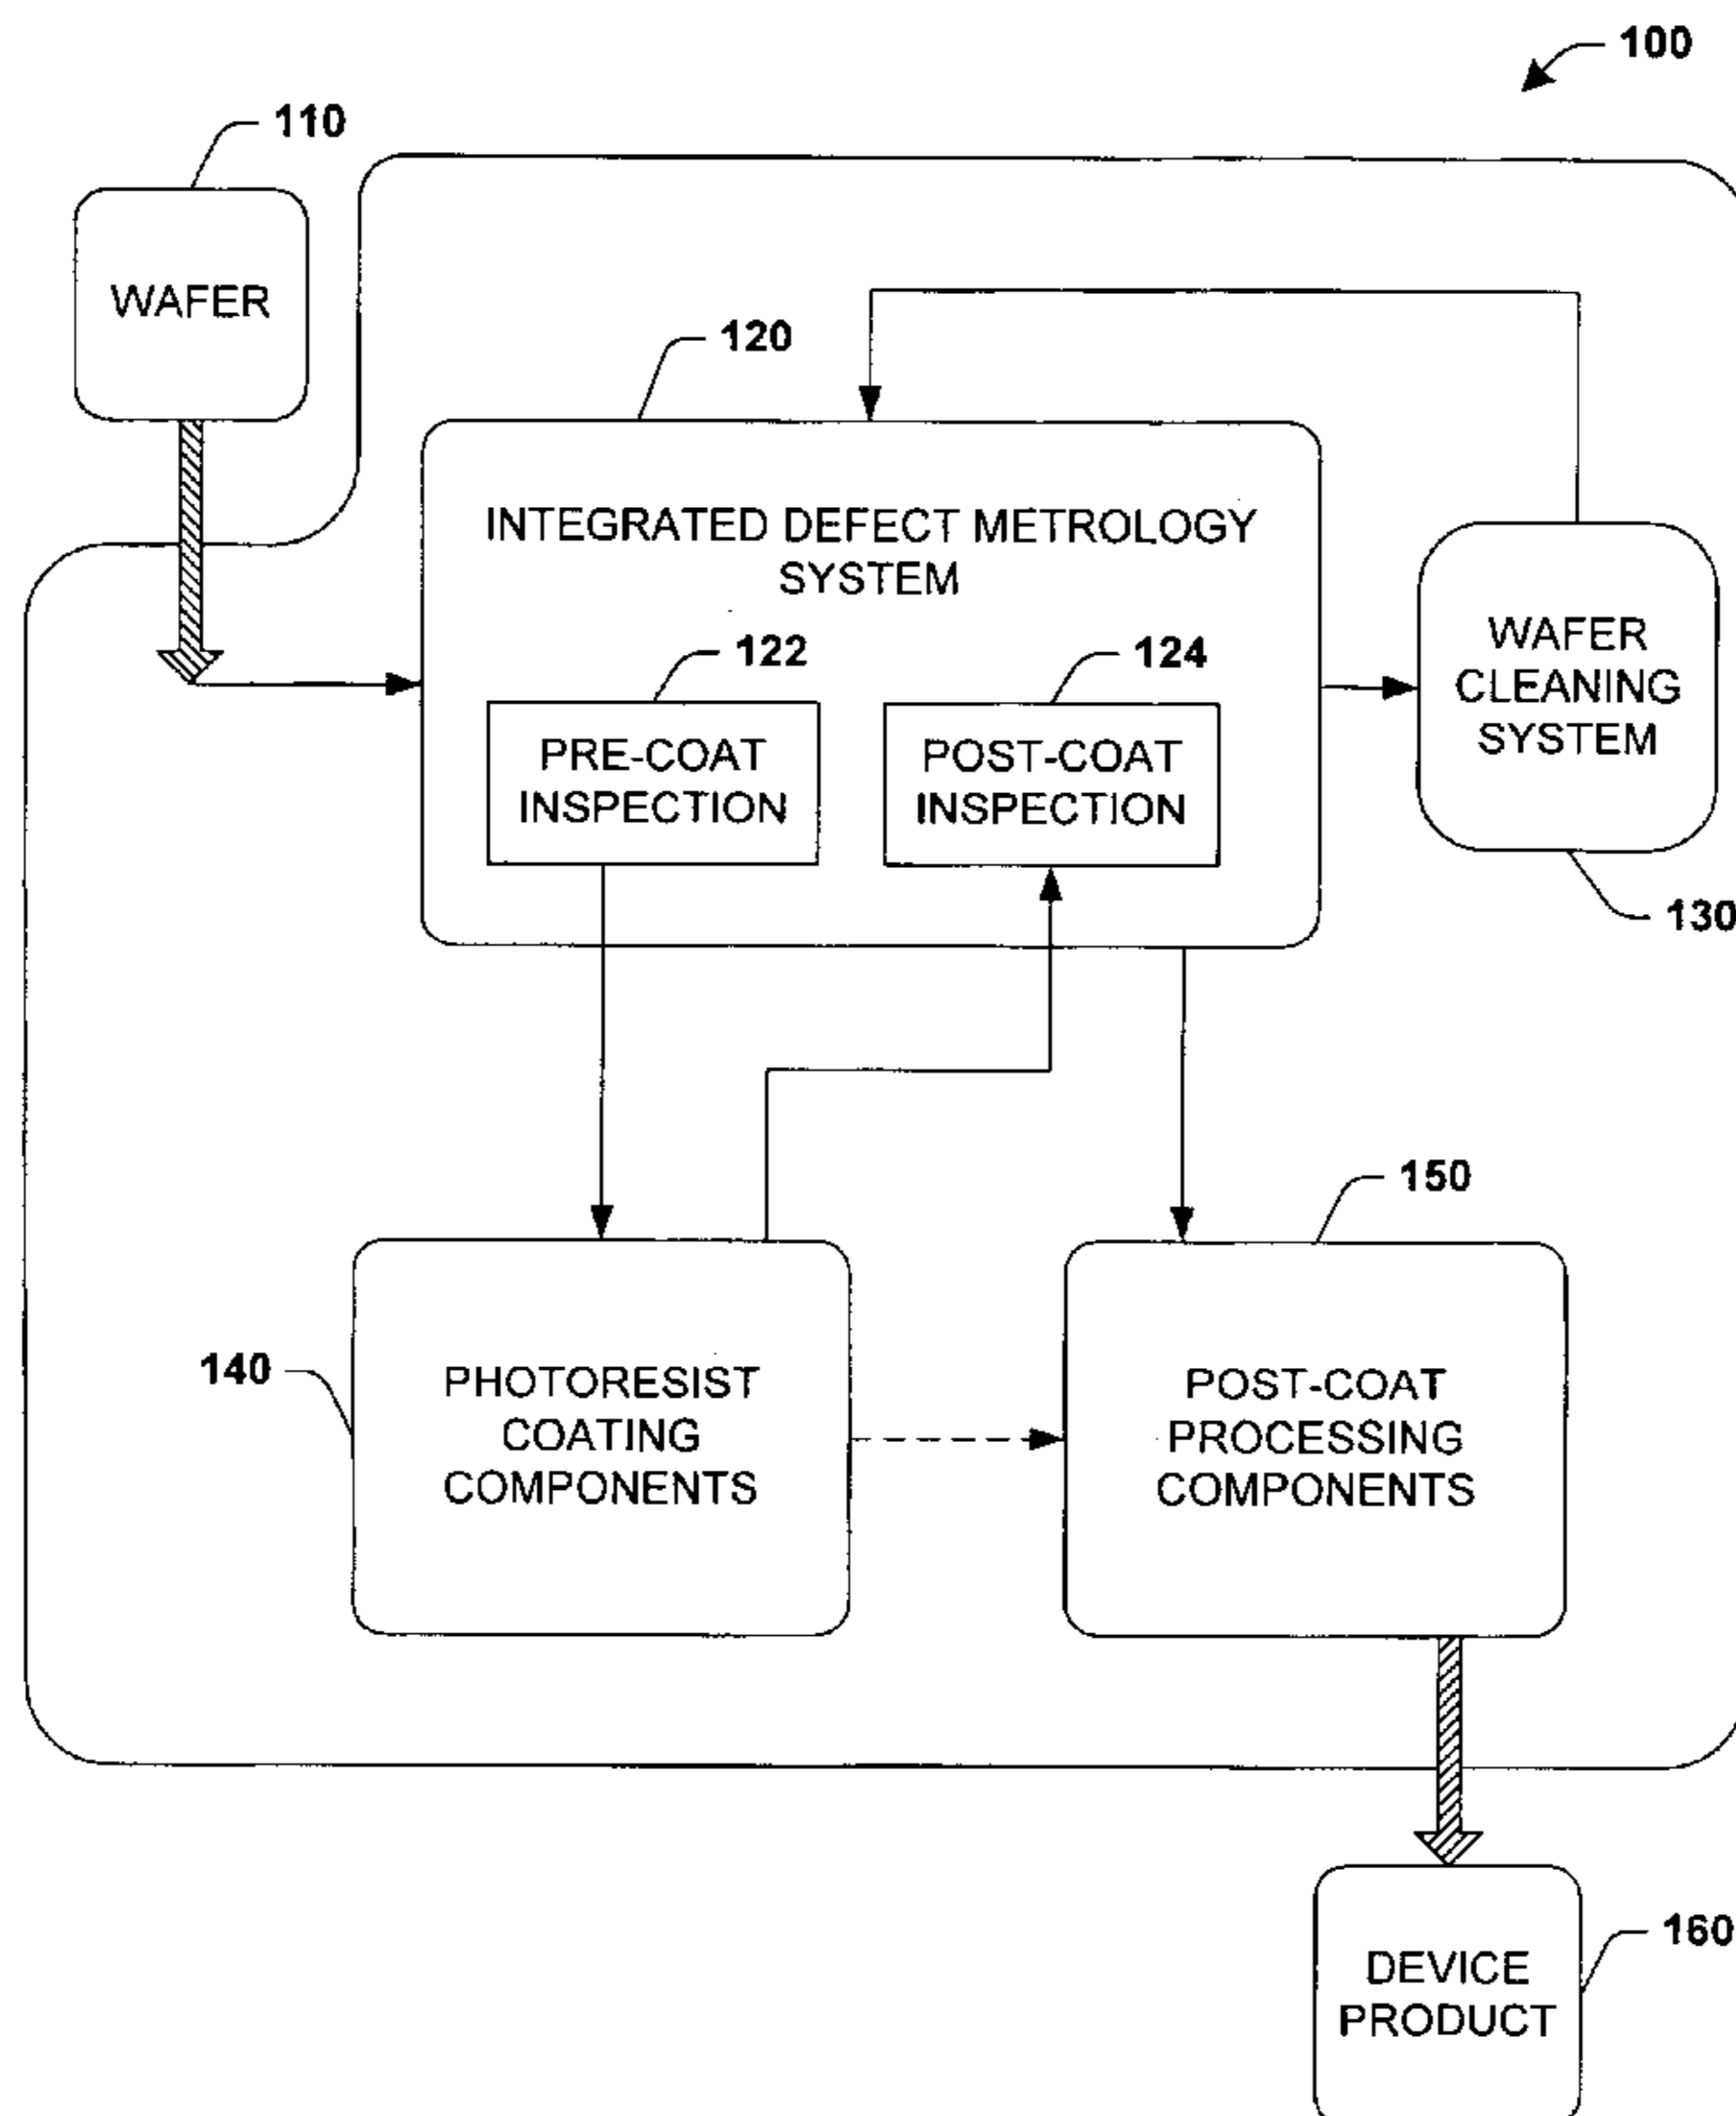 100
110
WAFER
120
INTEGRATED DEFECT METROLOGY
SYSTEM
122
124
PRE-COAT
INSPECTION
POST-COAT
INSPECTION
WAFER
CLEANING
SYSTEM
130
150
140
PHOTORESIST
COATING
COMPONENTS
POST-COAT
PROCESSING
COMPONENTS
160
DEVICE
PRODUCT